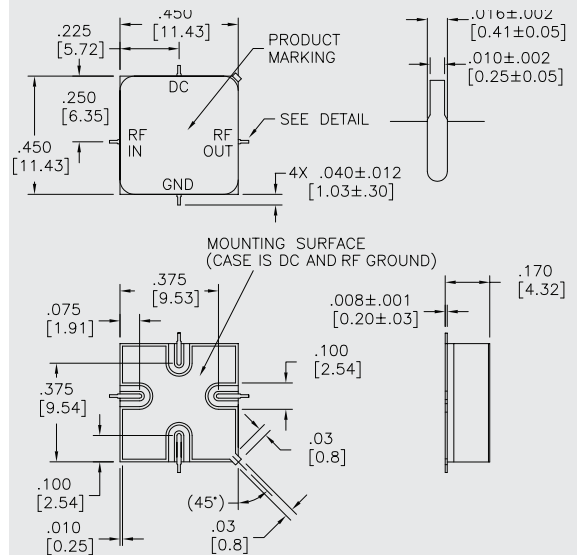 .450
[11.43]
.225
[5.72]
PRODUCT
MARKING
.016±.002
[0.41±0.05]
.010±.002
[0.25±0.05]
DC
.250
[6.35]
RF
IN
RF
OUT
SEE DETAIL
.450
[11.43]
GND
4X .040±.012
[1.03±.30]
MOUNTING SURFACE
(CASE IS DC AND RF GROUND)
.375
[9.53]
.170
[4.32]
.075
[1.91]
.008±.001
[0.20±.03]
.100
[2.54]
.375
[9.54]
.03
[0.8]
.100
[2.54]
(45°)
.010
[0.25]
.03
[0.8]